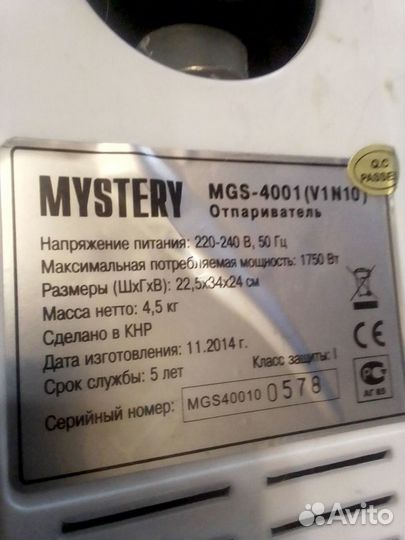 Q.C
PASSED
MYSTERY
MGS-4001(V1N10)
Отпариватель
Напряжение питания: 220-240 В, 50 Гц
Максимальная потребляемая мощность: 1750 Вт
Размеры (ШхГхВ): 22,5х34х24 см
Масса нетто: 4,5 кг
Сделано в КНР
Дата изготовления: 11.2014 г.
Срок службы: 5 лет
Класс защиты: I
CE
Серийный номер: MGS40010 0578
Avito